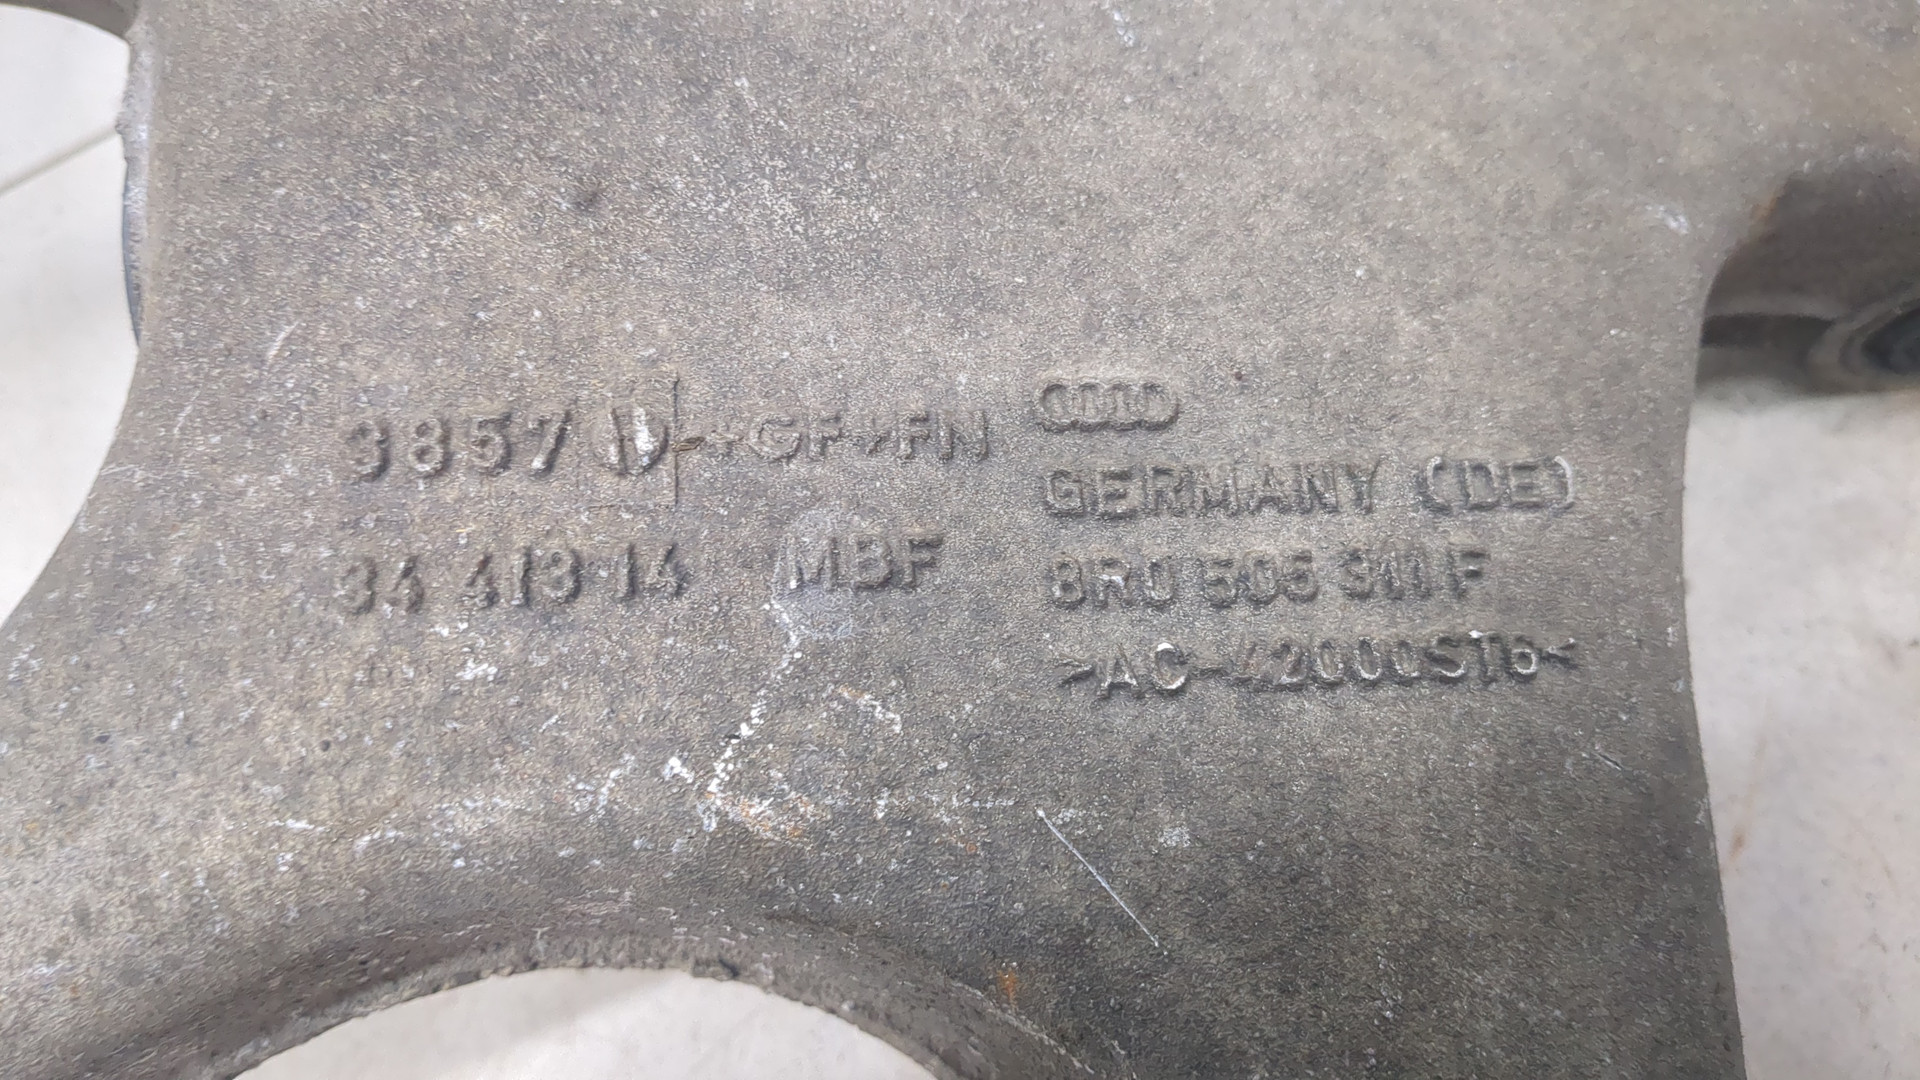 3857 +GF+FN
34 413 14 MBF
GERMANY (DE)
8R0 505 311 F
>AC-42000ST6<